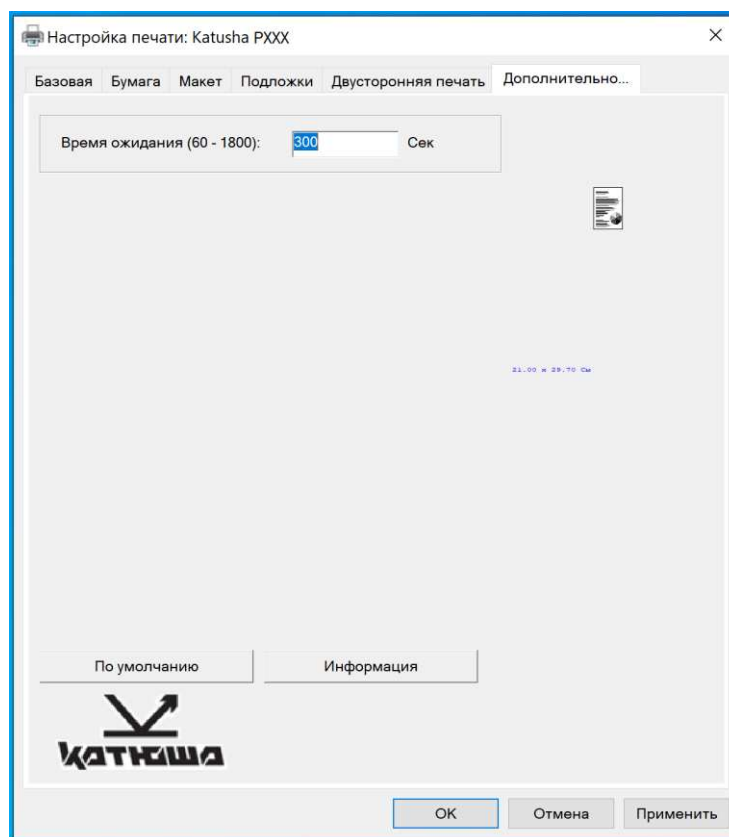 Настройка печати: Katusha PXXX
Базовая Бумага Макет Подложки Двусторонняя печать Дополнительно...
Время ожидания (60 - 1800): 300 Сек
21.00 x 29.70 См
По умолчанию Информация
катюша
OK Отмена Применить